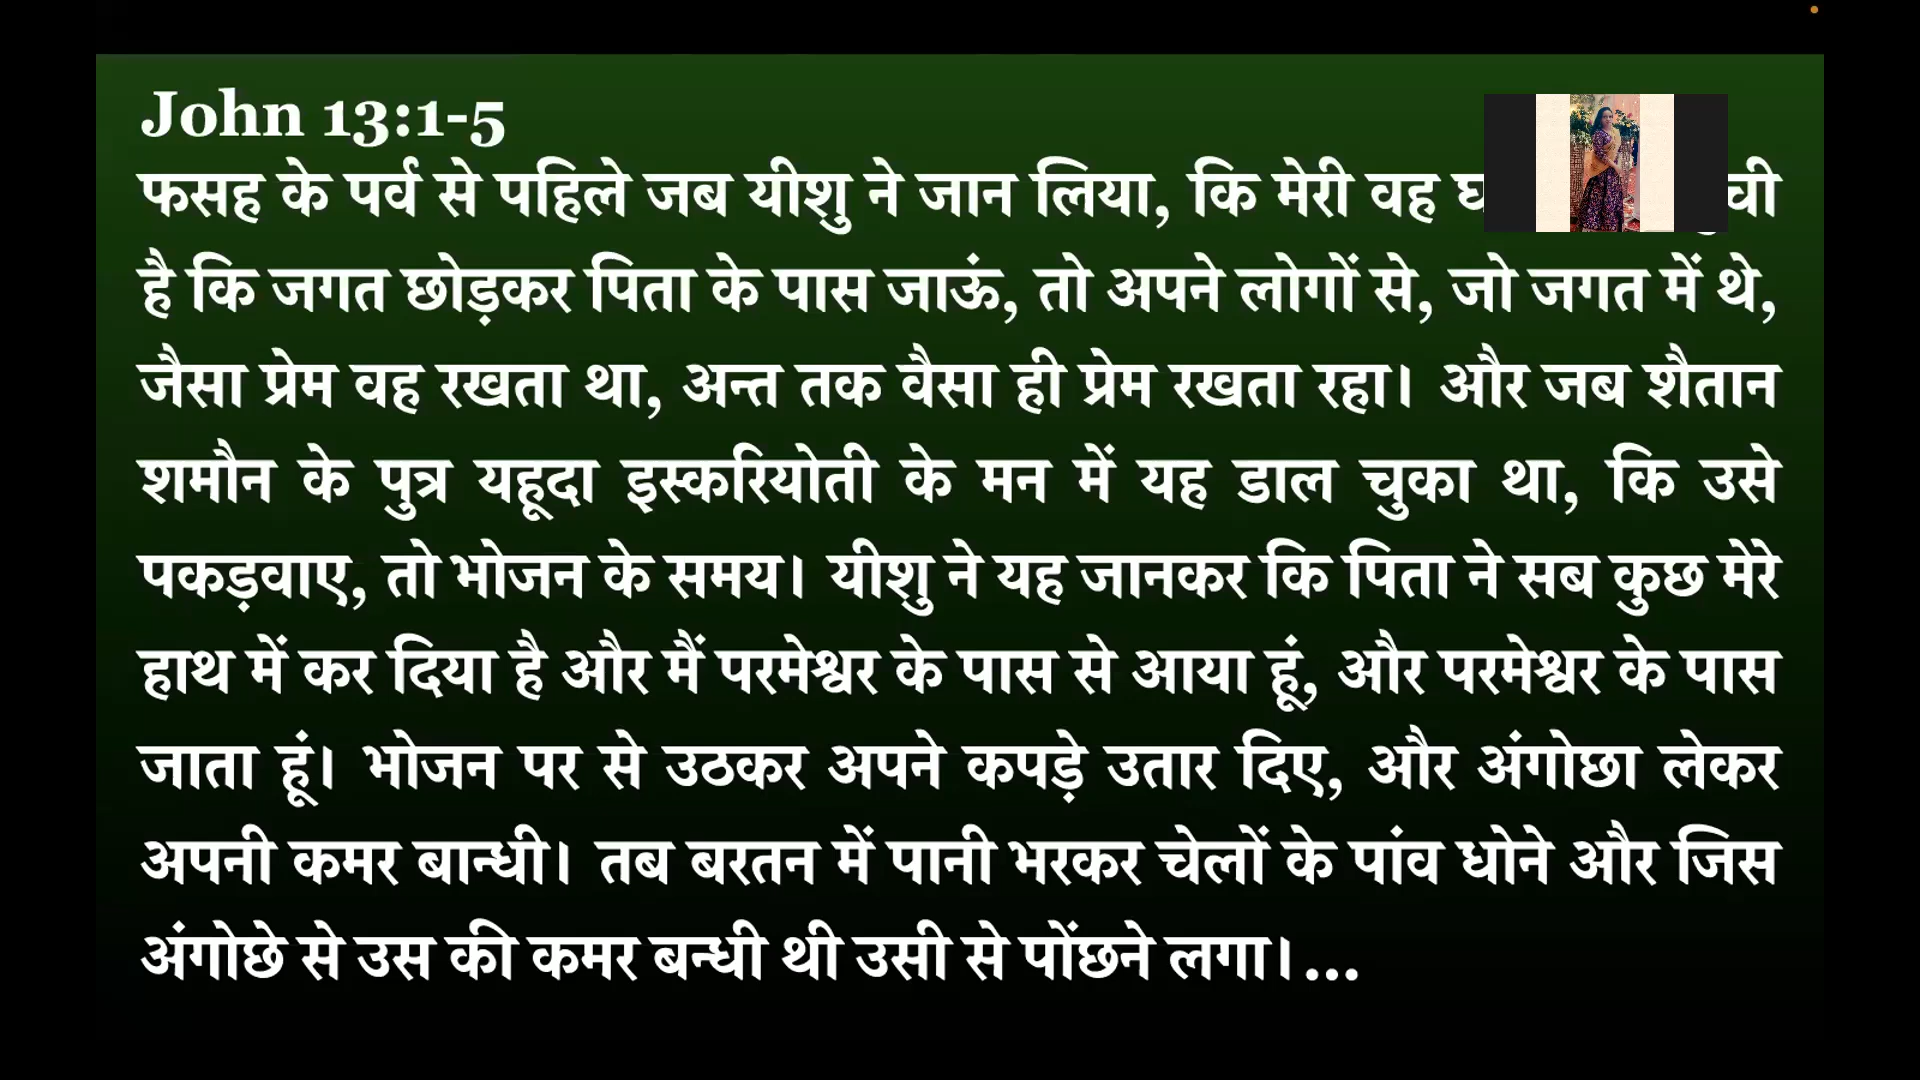 John 13:1-5
फसह के पर्व से पहिले जब यीशु ने जान लिया, कि मेरी वह
है कि जगत छोड़कर पिता के पास जाऊं, तो अपने लोगों से, जो जगत में थे,
जैसा प्रेम वह रखता था, अन्त तक वैसा ही प्रेम रखता रहा। और जब शैतान
शमौन के पुत्र यहूदा इस्करियोती के मन में यह डाल चुका था, कि उसे
पकड़वाए, तो भोजन के समय। यीशु ने यह जानकर कि पिता ने सब कुछ मेरे
हाथ में कर दिया है और मैं परमेश्वर के पास से आया हूं, और परमेश्वर के पास
जाता हूं। भोजन पर से उठकर अपने कपड़े उतार दिए, और अंगोछा लेकर
अपनी कमर बान्धी। तब बरतन में पानी भरकर चेलों के पांव धोने और जिस
अंगोछे से उस की कमर बन्धी थी उसी से पोंछने लगा।...